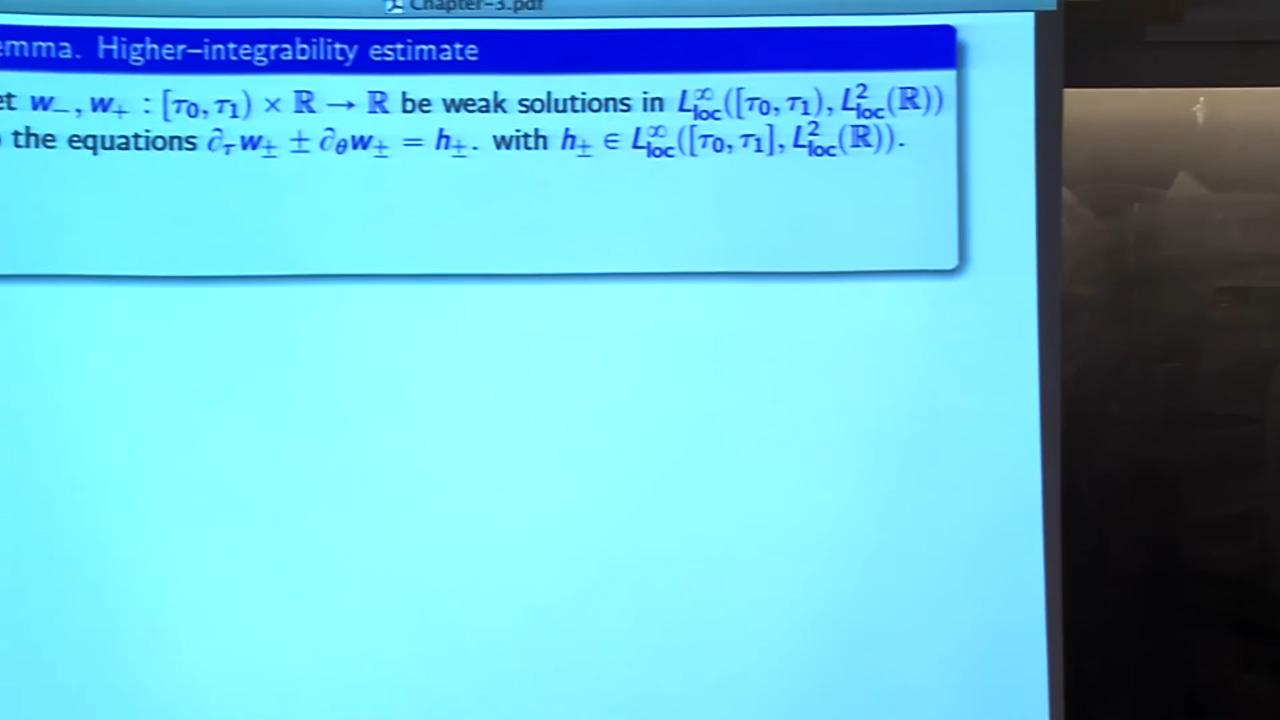 Chapter-3.pdf
emma. Higher–integrability estimate
et w₋, w₊ : [τ₀, τ₁) × ℝ → ℝ be weak solutions in L^∞_loc([τ₀, τ₁), L²_loc(ℝ))
the equations ∂_τ w_± ± ∂_θ w_± = h_±. with h_± ∈ L^∞_loc([τ₀, τ₁], L²_loc(ℝ)).